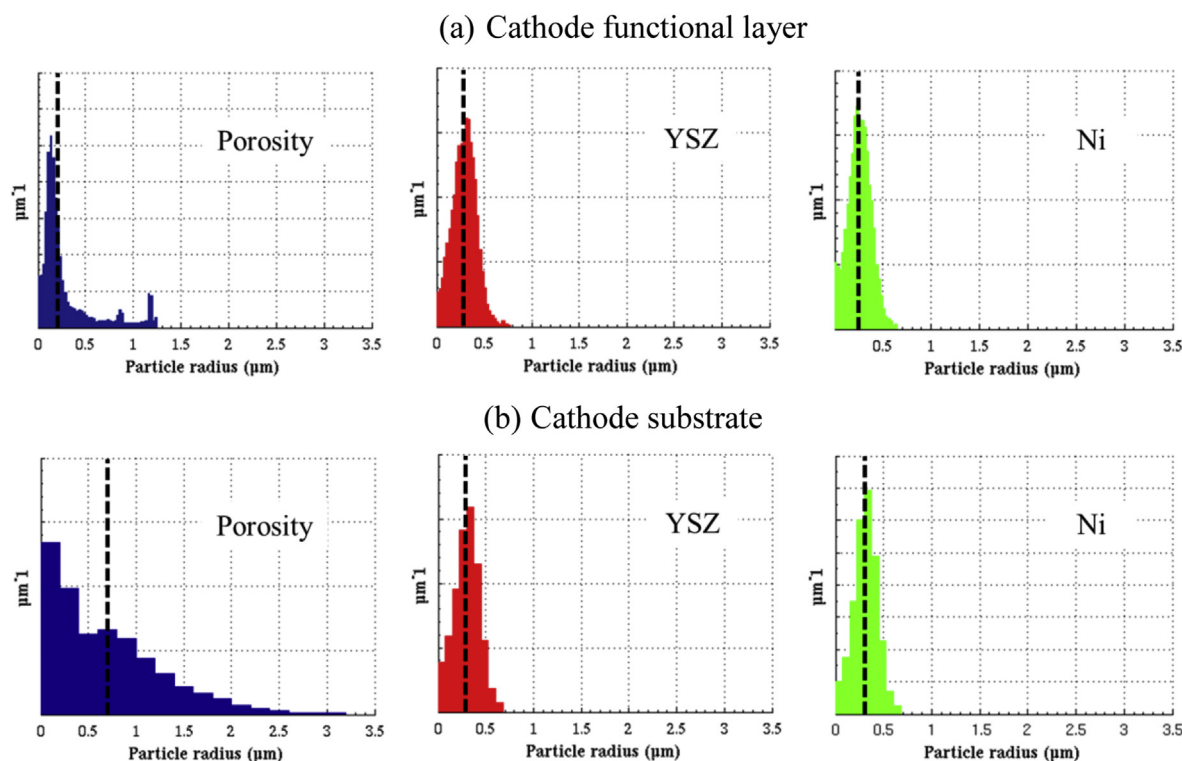 (a) Cathode functional layer
Porosity
YSZ
Ni
µm^-1
µm^-1
µm^-1
0 0.5 1 1.5 2 2.5 3 3.5
0 0.5 1 1.5 2 2.5 3 3.5
0.5 1 1.5 2 2.5 3 3.5
Particle radius (µm)
Particle radius (µm)
Particle radius (µm)
(b) Cathode substrate
Porosity
YSZ
Ni
µm^-1
µm^-1
µm^-1
0 0.5 1 1.5 2 2.5 3 3.5
0 0.5 1 1.5 2 2.5 3 3.5
0 0.5 1 1.5 2 2.5 3 3.5
Particle radius (µm)
Particle radius (µm)
Particle radius (µm)